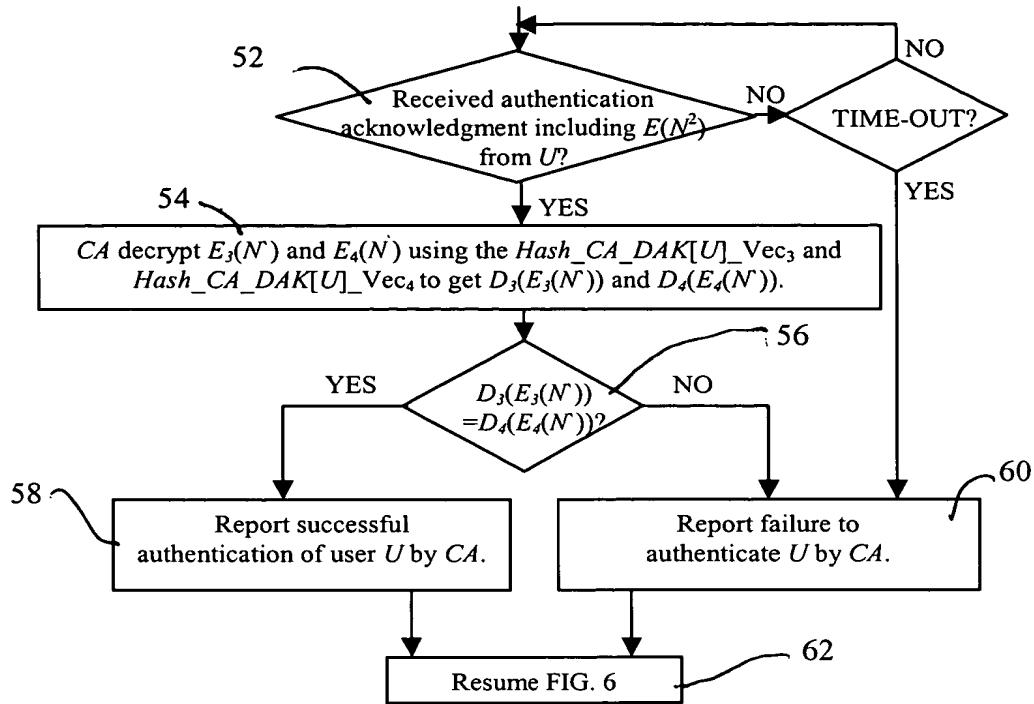 NO
52
Received authentication
acknowledgment including E(N²)
from U?
NO
TIME-OUT?
YES
YES
54
CA decrypt E₃(N`) and E₄(N`) using the Hash_CA_DAK[U]_Vec₃ and
Hash_CA_DAK[U]_Vec₄ to get D₃(E₃(N`)) and D₄(E₄(N`)).
56
YES
NO
D₃(E₃(N`))
=D₄(E₄(N`))?
58
60
Report successful
authentication of user U by CA.
Report failure to
authenticate U by CA.
62
Resume FIG. 6